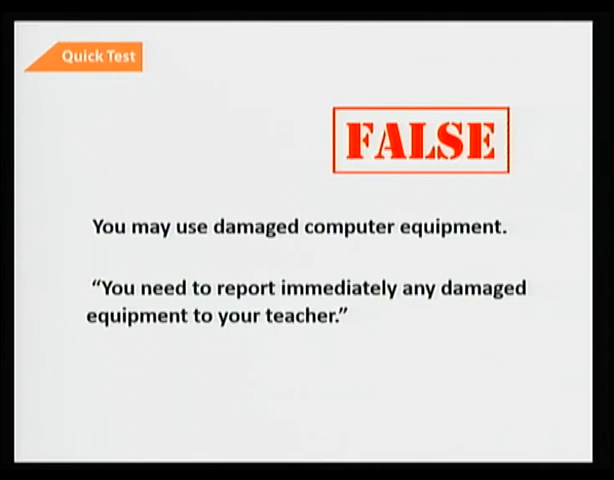 Quick Test
FALSE
You may use damaged computer equipment.
“You need to report immediately any damaged
equipment to your teacher.”